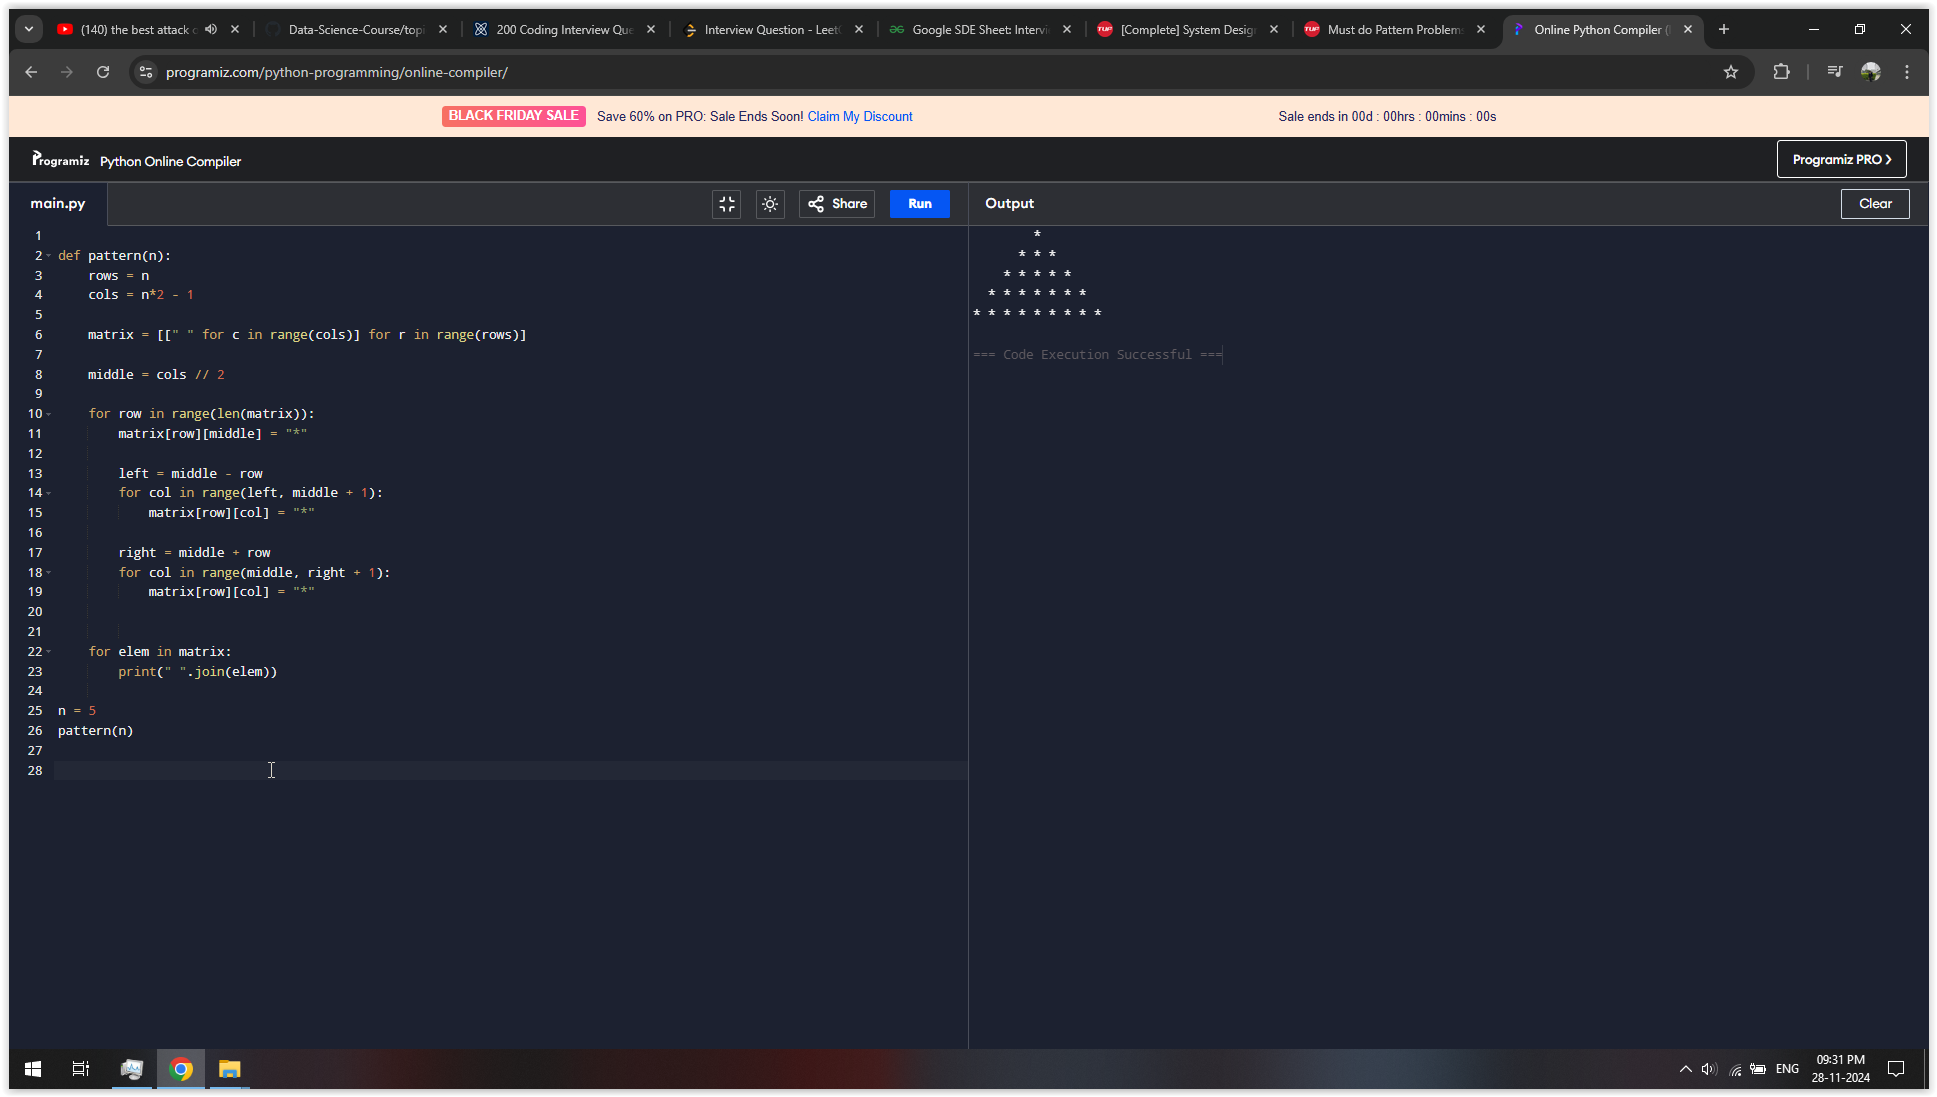 (140) the best attack
Data-Science-Course/topi
200 Coding Interview Que
Interview Question - Leet
Google SDE Sheet: Intervi
[Complete] System Design
Must do Pattern Problems
Online Python Compiler (
programiz.com/python-programming/online-compiler/
BLACK FRIDAY SALE Save 60% on PRO: Sale Ends Soon! Claim My Discount Sale ends in 00d : 00hrs : 00mins : 00s
Programiz Python Online Compiler
Programiz PRO >
main.py
Share
Run
1
2 def pattern(n):
3     rows = n
4     cols = n*2 - 1
5
6     matrix = [[" " for c in range(cols)] for r in range(rows)]
7
8     middle = cols // 2
9
10     for row in range(len(matrix)):
11         matrix[row][middle] = "*"
12
13         left = middle - row
14         for col in range(left, middle + 1):
15             matrix[row][col] = "*"
16
17         right = middle + row
18         for col in range(middle, right + 1):
19             matrix[row][col] = "*"
20
21
22     for elem in matrix:
23         print(" ".join(elem))
24
25 n = 5
26 pattern(n)
27
28
Output
Clear
        *
      * * *
    * * * * *
  * * * * * * *
* * * * * * * * *
=== Code Execution Successful ===
ENG
09:31 PM
28-11-2024